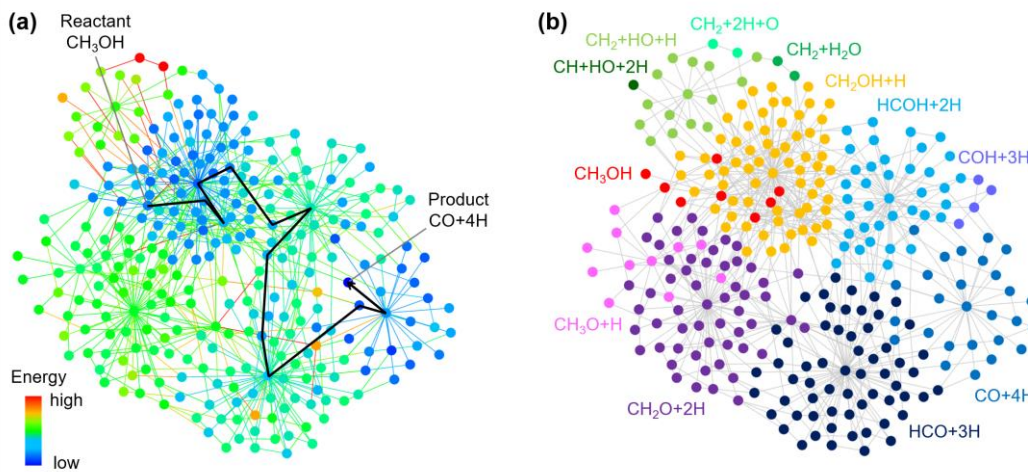 (a)
Reactant
CH₃OH
Product
CO+4H
Energy
high
low
(b)
CH₂+2H+O
CH₂+HO+H
CH₂+H₂O
CH+HO+2H
CH₂OH+H
HCOH+2H
COH+3H
CH₃OH
CH₃O+H
CH₂O+2H
CO+4H
HCO+3H